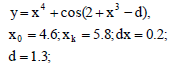 y=x⁴+cos(2+x³−d),
x₀=4.6;xₖ=5.8;dx=0.2;
d=1.3;